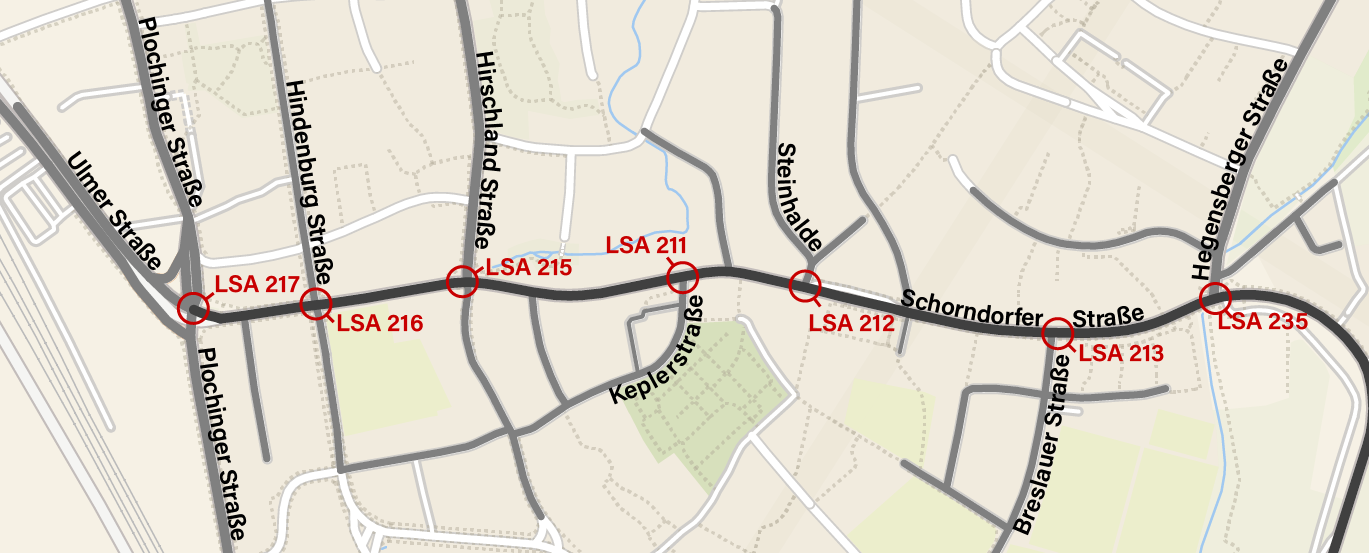 Plochinger Straße
Hindenburg Straße
Hirschland Straße
Steinhalde
Hegensberger Straße
Ulmer Straße
LSA 217
LSA 216
LSA 215
LSA 211
LSA 212
Schorndorfer Straße
LSA 213
LSA 235
Keplerstraße
Plochinger Straße
Breslauer Straße